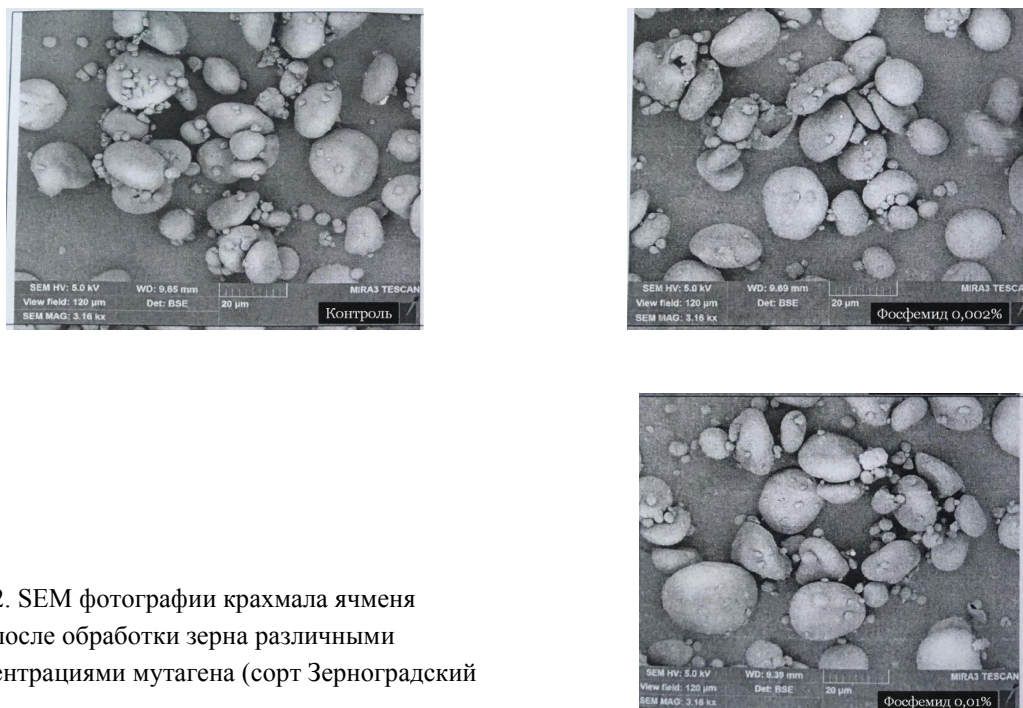 SEM HV: 5.0 kV WD: 9.65 mm MIRA3 TESCAN
View field: 120 μm Det: BSE 20 μm
SEM MAG: 3.16 kx Контроль
SEM HV: 5.0 kV WD: 9.69 mm MIRA3 TESCAN
View field: 120 μm Det: BSE 20 μm
SEM MAG: 3.16 kx Фосфемид 0,002%
SEM HV: 5.0 kV WD: 9.39 mm MIRA3 TESCAN
View field: 120 μm Det: BSE 20 μm
SEM MAG: 3.16 kx Фосфемид 0,01%
2. SEM фотографии крахмала ячменя
после обработки зерна различными
ентрациями мутагена (сорт Зерноградский